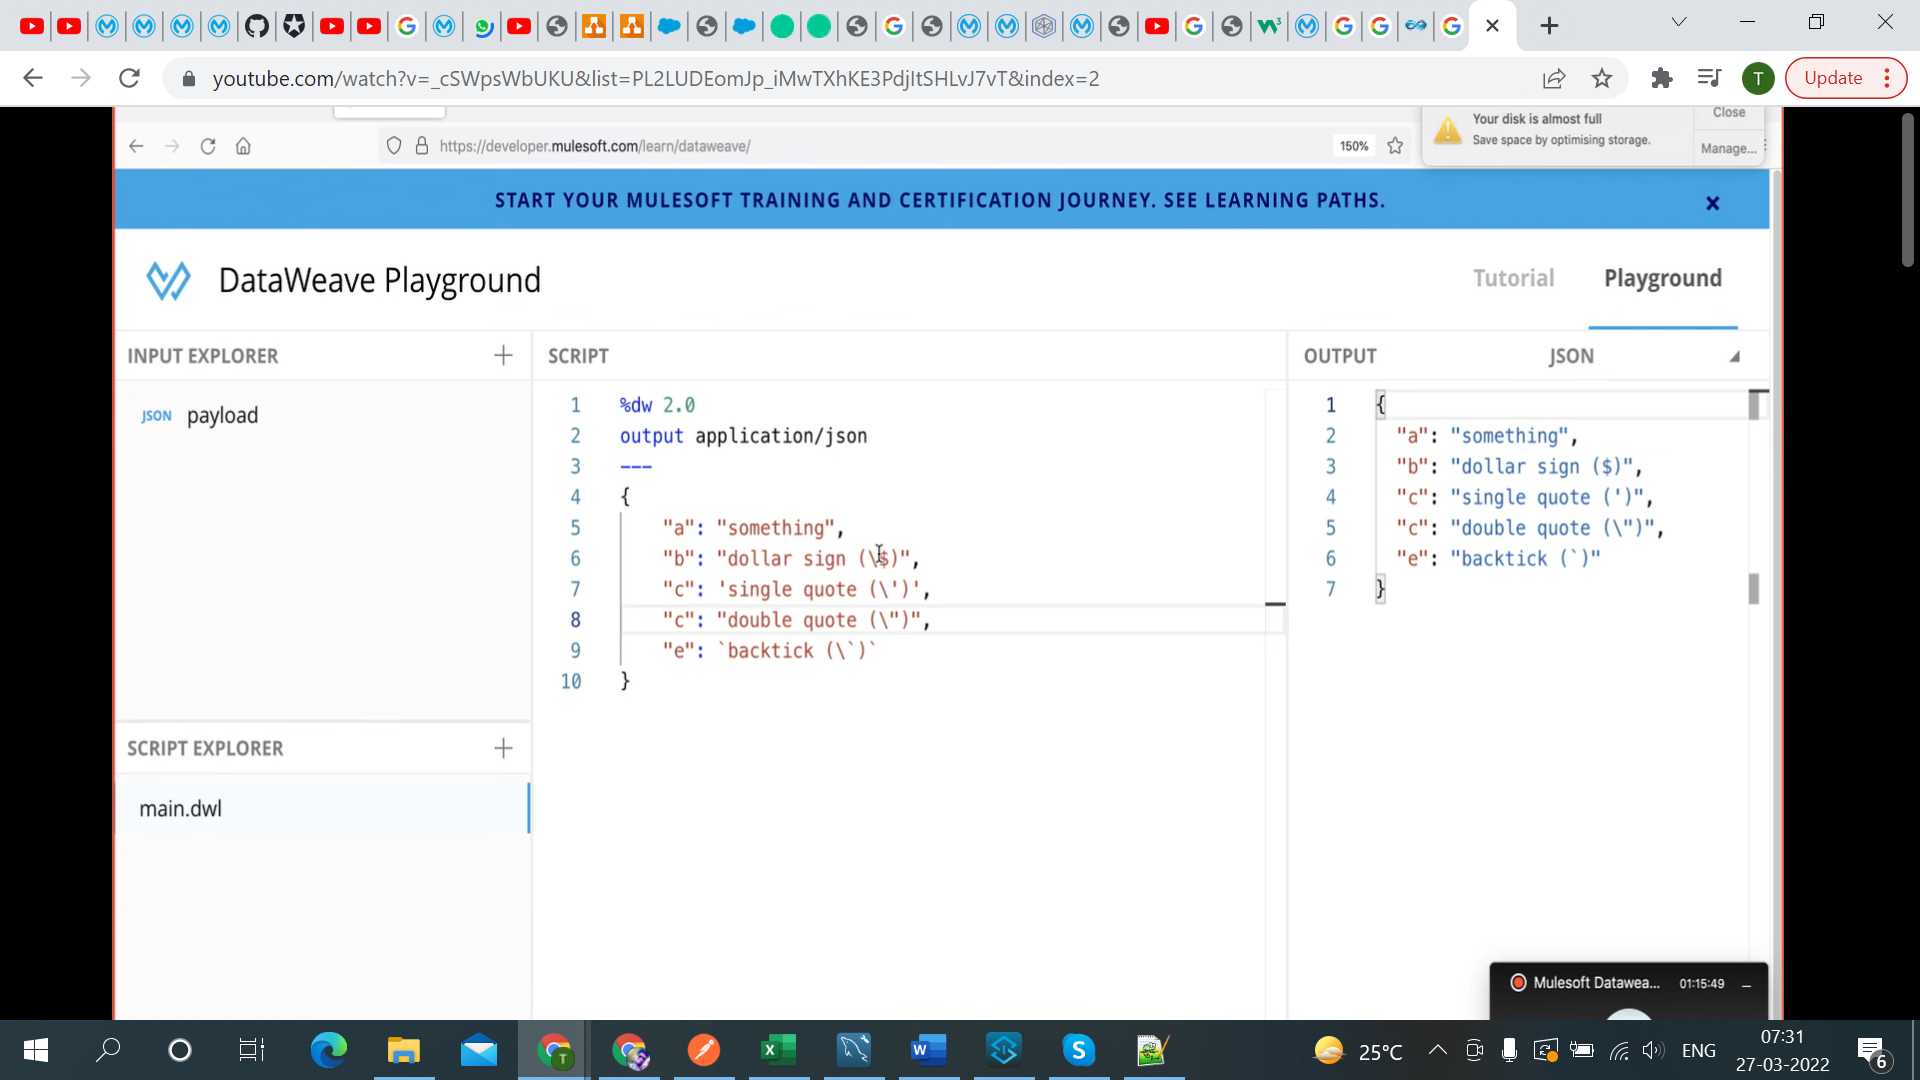 youtube.com/watch?v=_cSWpsWbUKU&list=PL2LUDEomJp_iMwTXhKE3PdjItSHLvJ7vT&index=2
T
Update
https://developer.mulesoft.com/learn/dataweave/
150%
Your disk is almost full
Save space by optimising storage.
Close
Manage...
START YOUR MULESOFT TRAINING AND CERTIFICATION JOURNEY. SEE LEARNING PATHS.
DataWeave Playground
Tutorial
Playground
INPUT EXPLORER
JSON payload
SCRIPT EXPLORER
main.dwl
SCRIPT
1 %dw 2.0
2 output application/json
3 ---
4 {
5 "a": "something",
6 "b": "dollar sign (\$)",
7 "c": 'single quote (\')',
8 "c": "double quote (\")",
9 "e": `backtick (\`)`
10 }
OUTPUT
JSON
1 {
2 "a": "something",
3 "b": "dollar sign ($)",
4 "c": "single quote (')",
5 "c": "double quote (\")",
6 "e": "backtick (`)"
7 }
Mulesoft Datawea...
01:15:49
25°C
ENG
07:31
27-03-2022
6